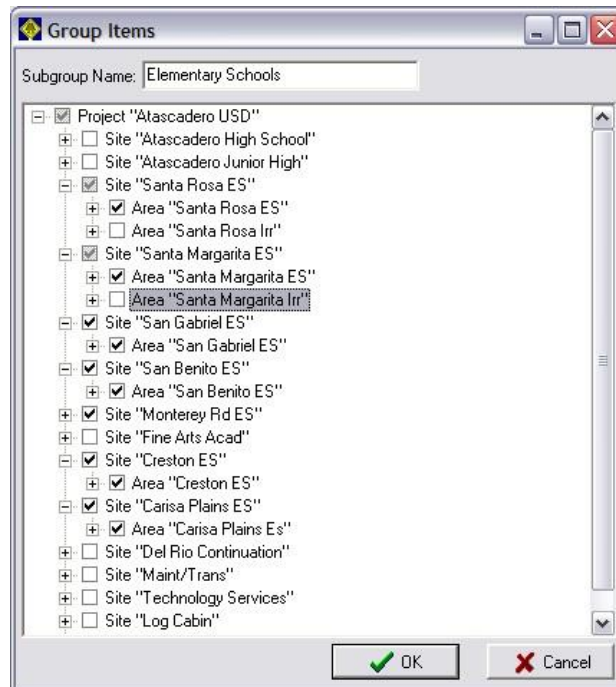 Group Items
Subgroup Name: Elementary Schools
Project "Atascadero USD"
Site "Atascadero High School"
Site "Atascadero Junior High"
Site "Santa Rosa ES"
Area "Santa Rosa ES"
Area "Santa Rosa Irr"
Site "Santa Margarita ES"
Area "Santa Margarita ES"
Area "Santa Margarita Irr"
Site "San Gabriel ES"
Area "San Gabriel ES"
Site "San Benito ES"
Area "San Benito ES"
Site "Monterey Rd ES"
Site "Fine Arts Acad"
Site "Creston ES"
Area "Creston ES"
Site "Carisa Plains ES"
Area "Carisa Plains Es"
Site "Del Rio Continuation"
Site "Maint/Trans"
Site "Technology Services"
Site "Log Cabin"
OK Cancel